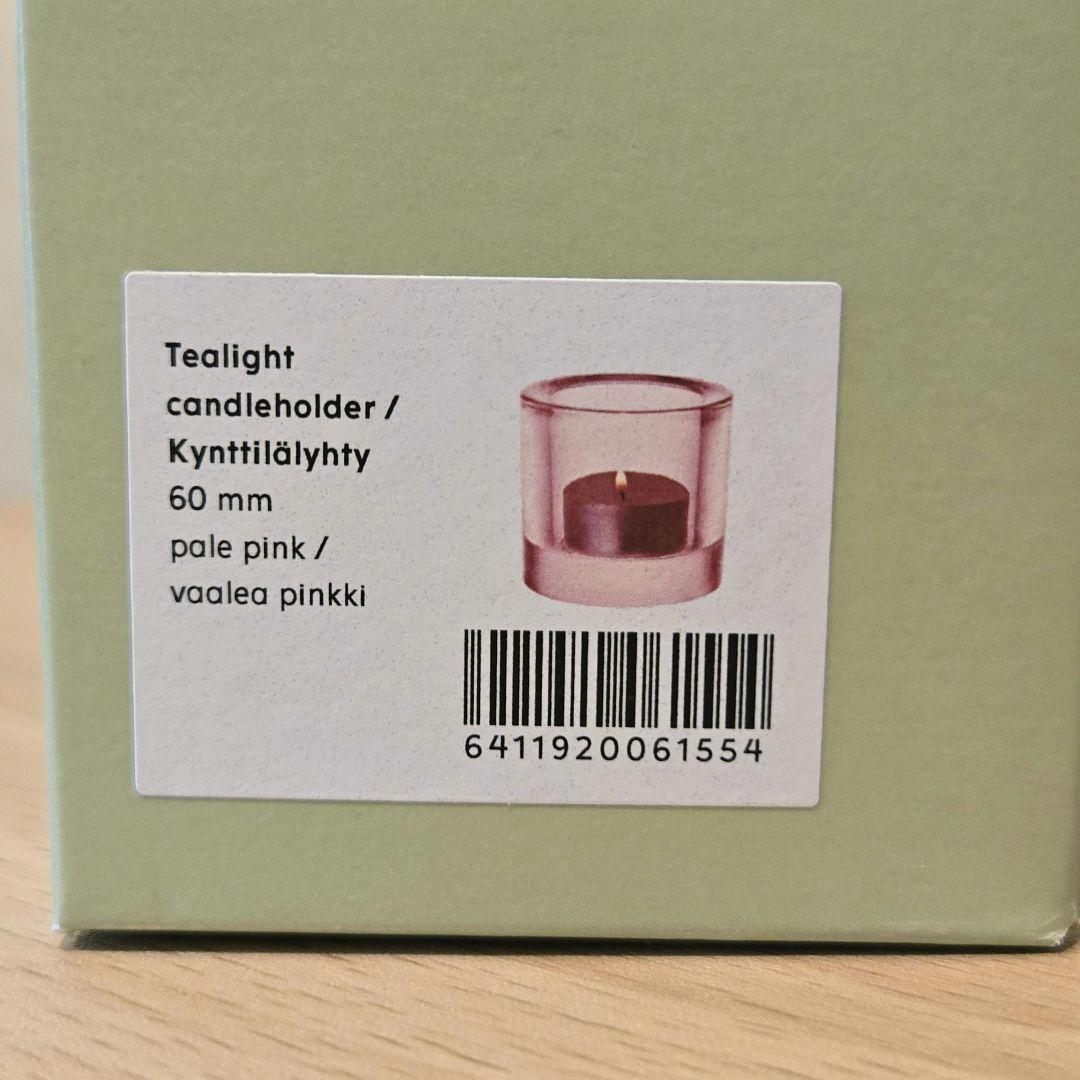 Tealight
candleholder /
Kynttilälyhty
60 mm
pale pink /
vaalea pinkki
6411920061554